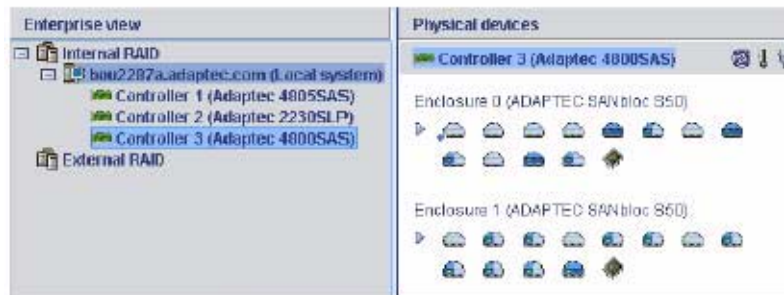 Enterprise view
Internal RAID
bou2287a.adaptec.com (Local system)
Controller 1 (Adaptec 4805SAS)
Controller 2 (Adaptec 2230SLP)
Controller 3 (Adaptec 4800SAS)
External RAID
Physical devices
Controller 3 (Adaptec 4800SAS)
Enclosure 0 (ADAPTEC SANbloc S50)
Enclosure 1 (ADAPTEC SANbloc S50)